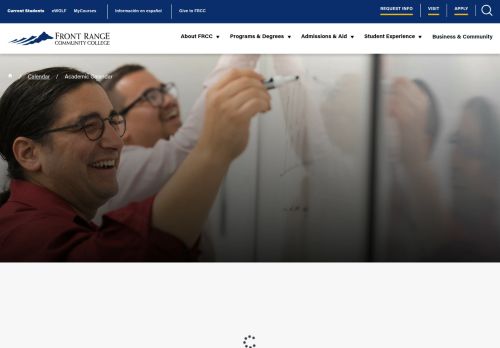 Current Students eWOLF MyCourses Información en español Give to FRCC REQUEST INFO VISIT APPLY
FRONT RANGE
COMMUNITY COLLEGE
About FRCC Programs & Degrees Admissions & Aid Student Experience Business & Community
/ Calendar / Academic Calendar